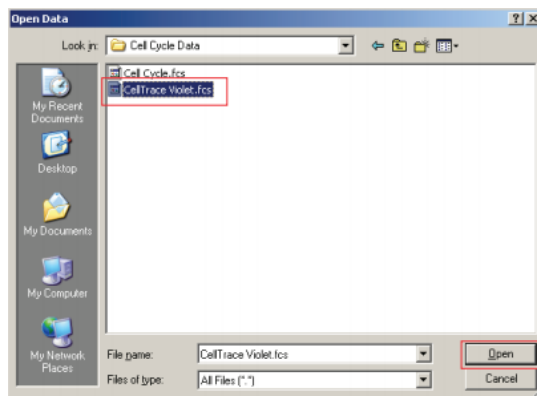 Open Data
Look in: Cell Cycle Data
Cell Cycle.fcs
CellTrace Violet.fcs
My Recent
Documents
Desktop
My Documents
My Computer
My Network
Places
File name: CellTrace Violet.fcs Open
Files of type: All Files (*.*) Cancel